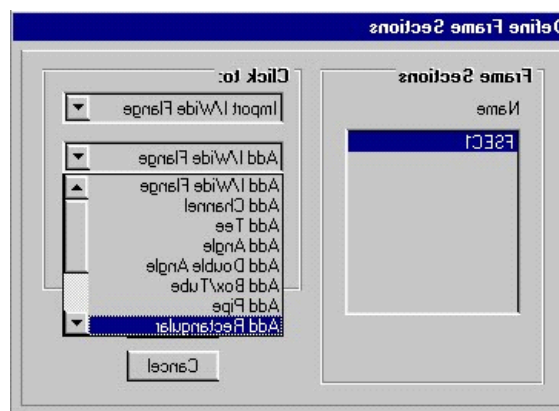 Define Frame Sections
Frame Sections
Name
FSEC1
Click to:
Import I/Wide Flange
Add I/Wide Flange
Add I/Wide Flange
Add Channel
Add Tee
Add Angle
Add Double Angle
Add Box/Tube
Add Pipe
Add Rectangular
Cancel